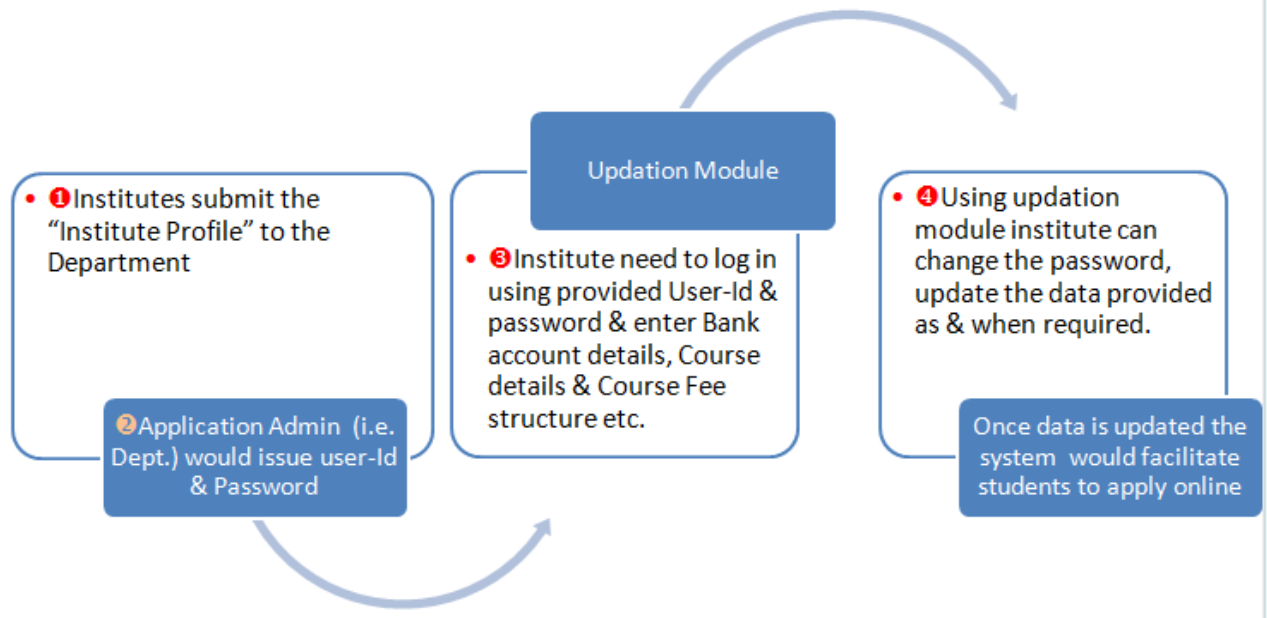 • ❶Institutes submit the
“Institute Profile” to the
Department
❷Application Admin (i.e.
Dept.) would issue user-Id
& Password
Updation Module
• ❸Institute need to log in
using provided User-Id &
password & enter Bank
account details, Course
details & Course Fee
structure etc.
• ❹Using updation
module institute can
change the password,
update the data provided
as & when required.
Once data is updated the
system would facilitate
students to apply online